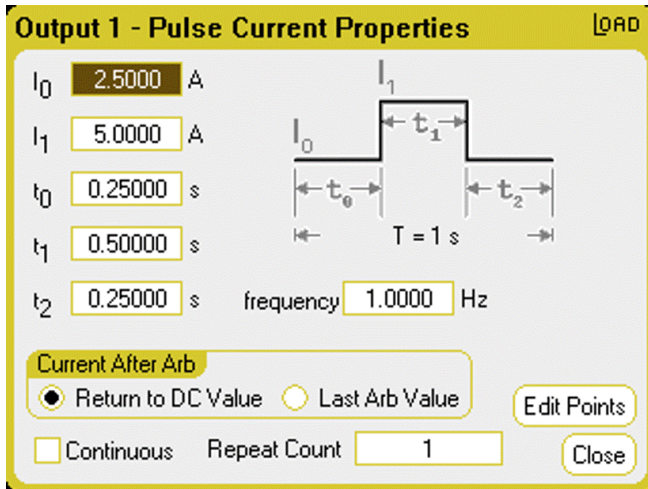 Output 1 - Pulse Current Properties LOAD
I0 2.5000 A
I1 5.0000 A
t0 0.25000 s
t1 0.50000 s
t2 0.25000 s
I1
I0
t1
t0
t2
T = 1 s
frequency 1.0000 Hz
Current After Arb
Return to DC Value Last Arb Value
Edit Points
Continuous Repeat Count 1
Close